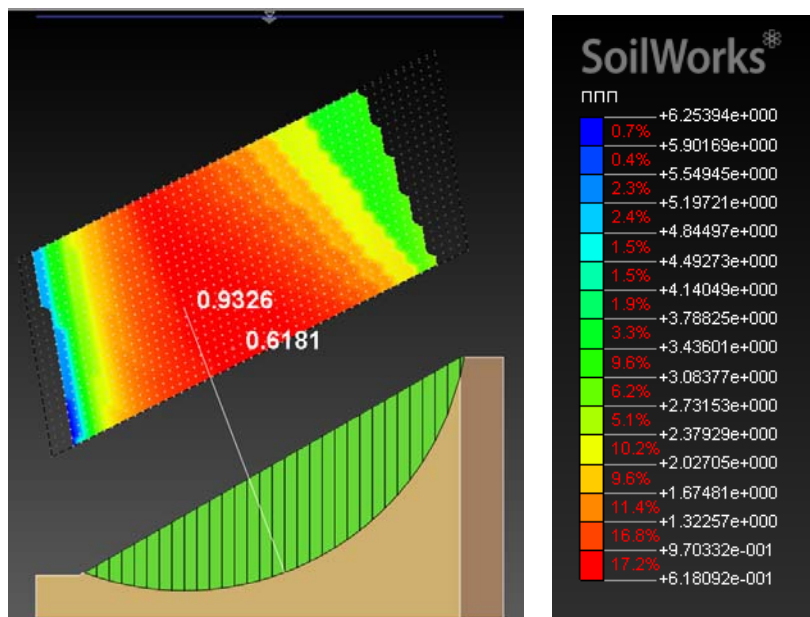 0.9326
0.6181
SoilWorks
ППП
+6.25394e+000
0.7%
+5.90169e+000
0.4%
+5.54945e+000
2.3%
+5.19721e+000
2.4%
+4.84497e+000
1.5%
+4.49273e+000
1.5%
+4.14049e+000
1.9%
+3.78825e+000
3.3%
+3.43601e+000
9.6%
+3.08377e+000
6.2%
+2.73153e+000
5.1%
+2.37929e+000
10.2%
+2.02705e+000
9.6%
+1.67481e+000
11.4%
+1.32257e+000
16.8%
+9.70332e-001
17.2%
+6.18092e-001